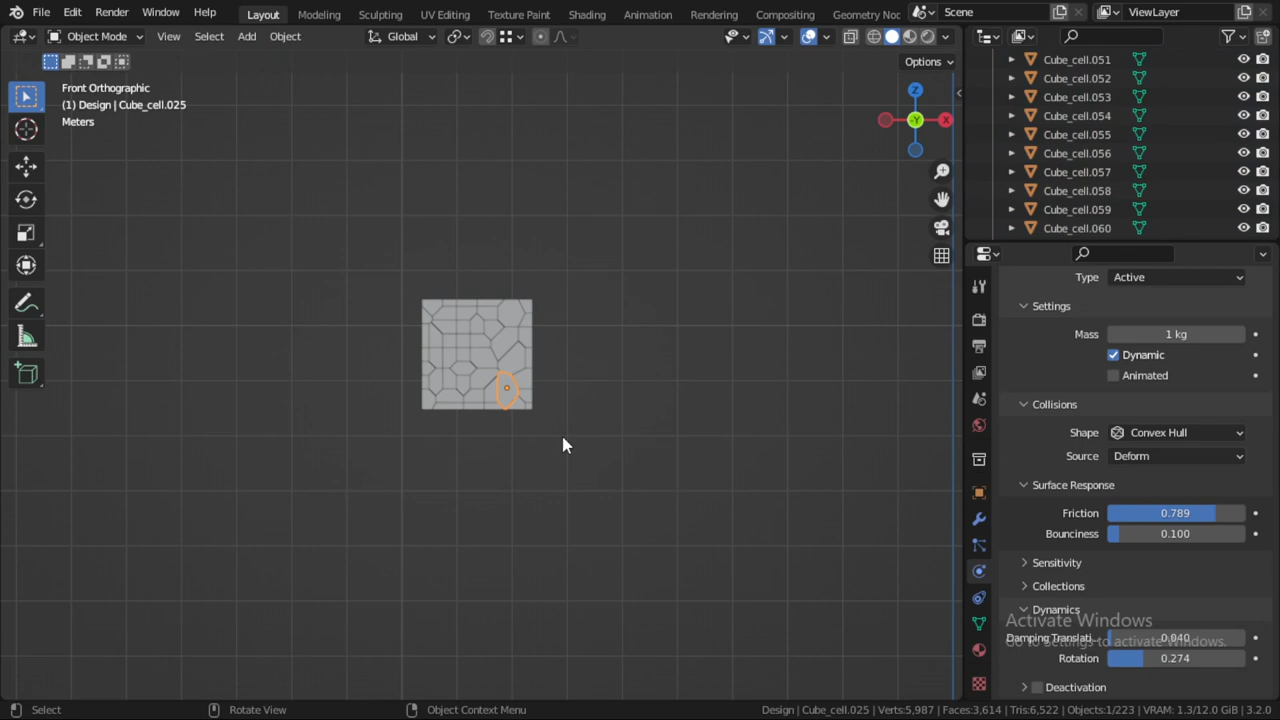 File Edit Render Window Help Layout Modeling Sculpting UV Editing Texture Paint Shading Animation Rendering Compositing Geometry Noc Scene ViewLayer
Object Mode View Select Add Object Global
Options
Front Orthographic
(1) Design | Cube_cell.025
Meters
Z
-Y
X
Cube_cell.051
Cube_cell.052
Cube_cell.053
Cube_cell.054
Cube_cell.055
Cube_cell.056
Cube_cell.057
Cube_cell.058
Cube_cell.059
Cube_cell.060
Type Active
Settings
Mass 1 kg
Dynamic
Animated
Collisions
Shape Convex Hull
Source Deform
Surface Response
Friction 0.789
Bounciness 0.100
Sensitivity
Collections
Dynamics
Activate Windows
Damping Translati.. 0.040
Go to Settings to activate Windows.
Rotation 0.274
Deactivation
Select Rotate View Object Context Menu Design | Cube_cell.025 | Verts:5,987 | Faces:3,614 | Tris:6,522 | Objects:1/223 | VRAM: 1.3/12.0 GiB | 3.2.0